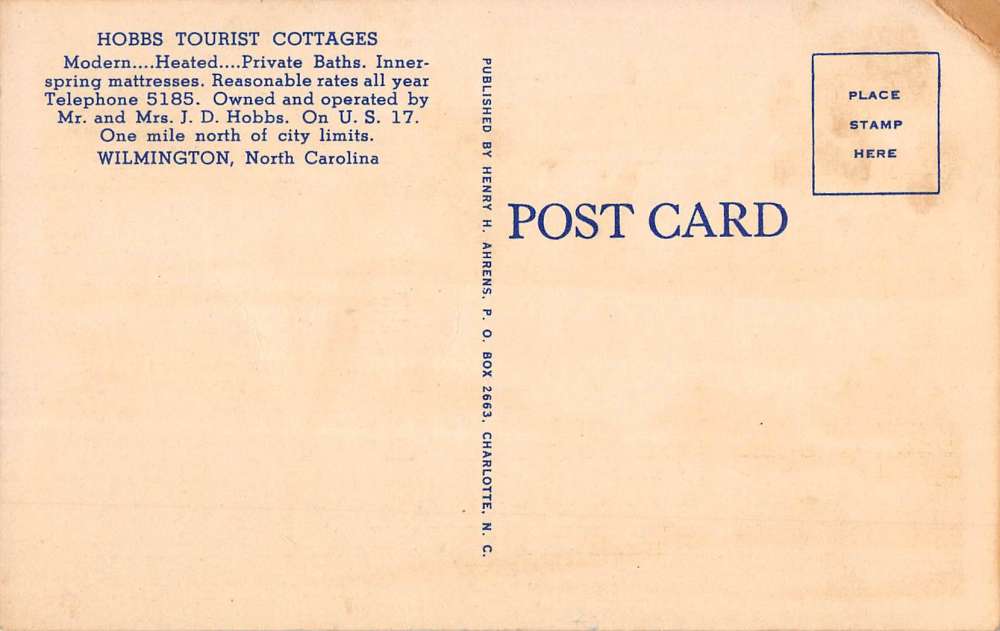 HOBBS TOURIST COTTAGES
Modern....Heated....Private Baths. Inner-
spring mattresses. Reasonable rates all year
Telephone 5185. Owned and operated by
Mr. and Mrs. J. D. Hobbs. On U. S. 17.
One mile north of city limits.
WILMINGTON, North Carolina
PUBLISHED BY HENRY H. AHRENS, P. O. BOX 2663, CHARLOTTE, N. C.
POST CARD
PLACE
STAMP
HERE